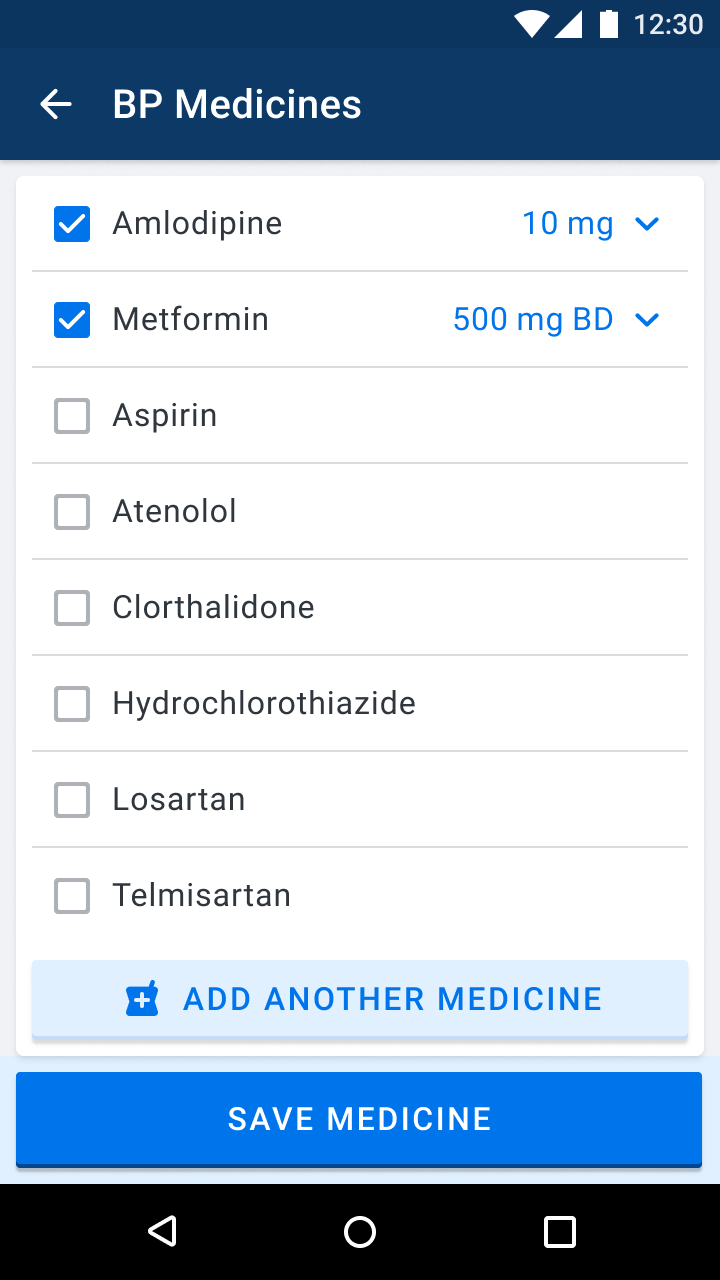 12:30
BP Medicines
Amlodipine 10 mg
Metformin 500 mg BD
Aspirin
Atenolol
Clorthalidone
Hydrochlorothiazide
Losartan
Telmisartan
ADD ANOTHER MEDICINE
SAVE MEDICINE